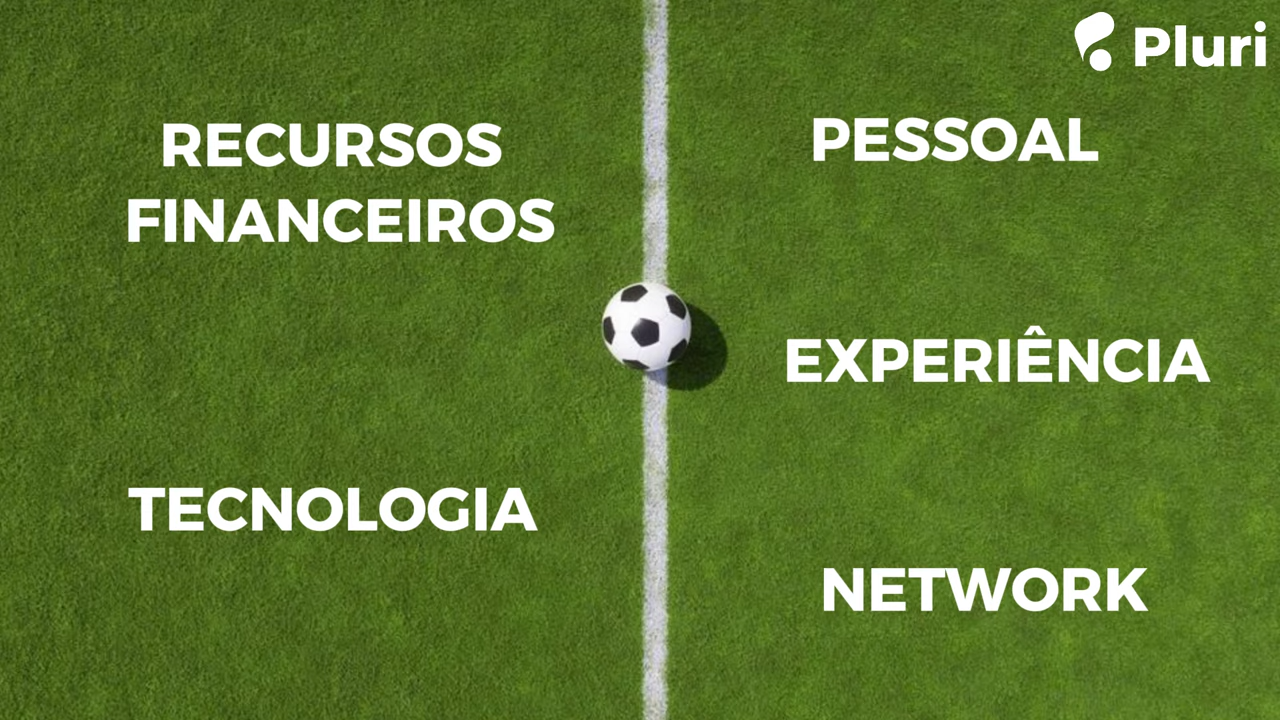 Pluri
RECURSOS
FINANCEIROS
TECNOLOGIA
PESSOAL
EXPERIÊNCIA
NETWORK